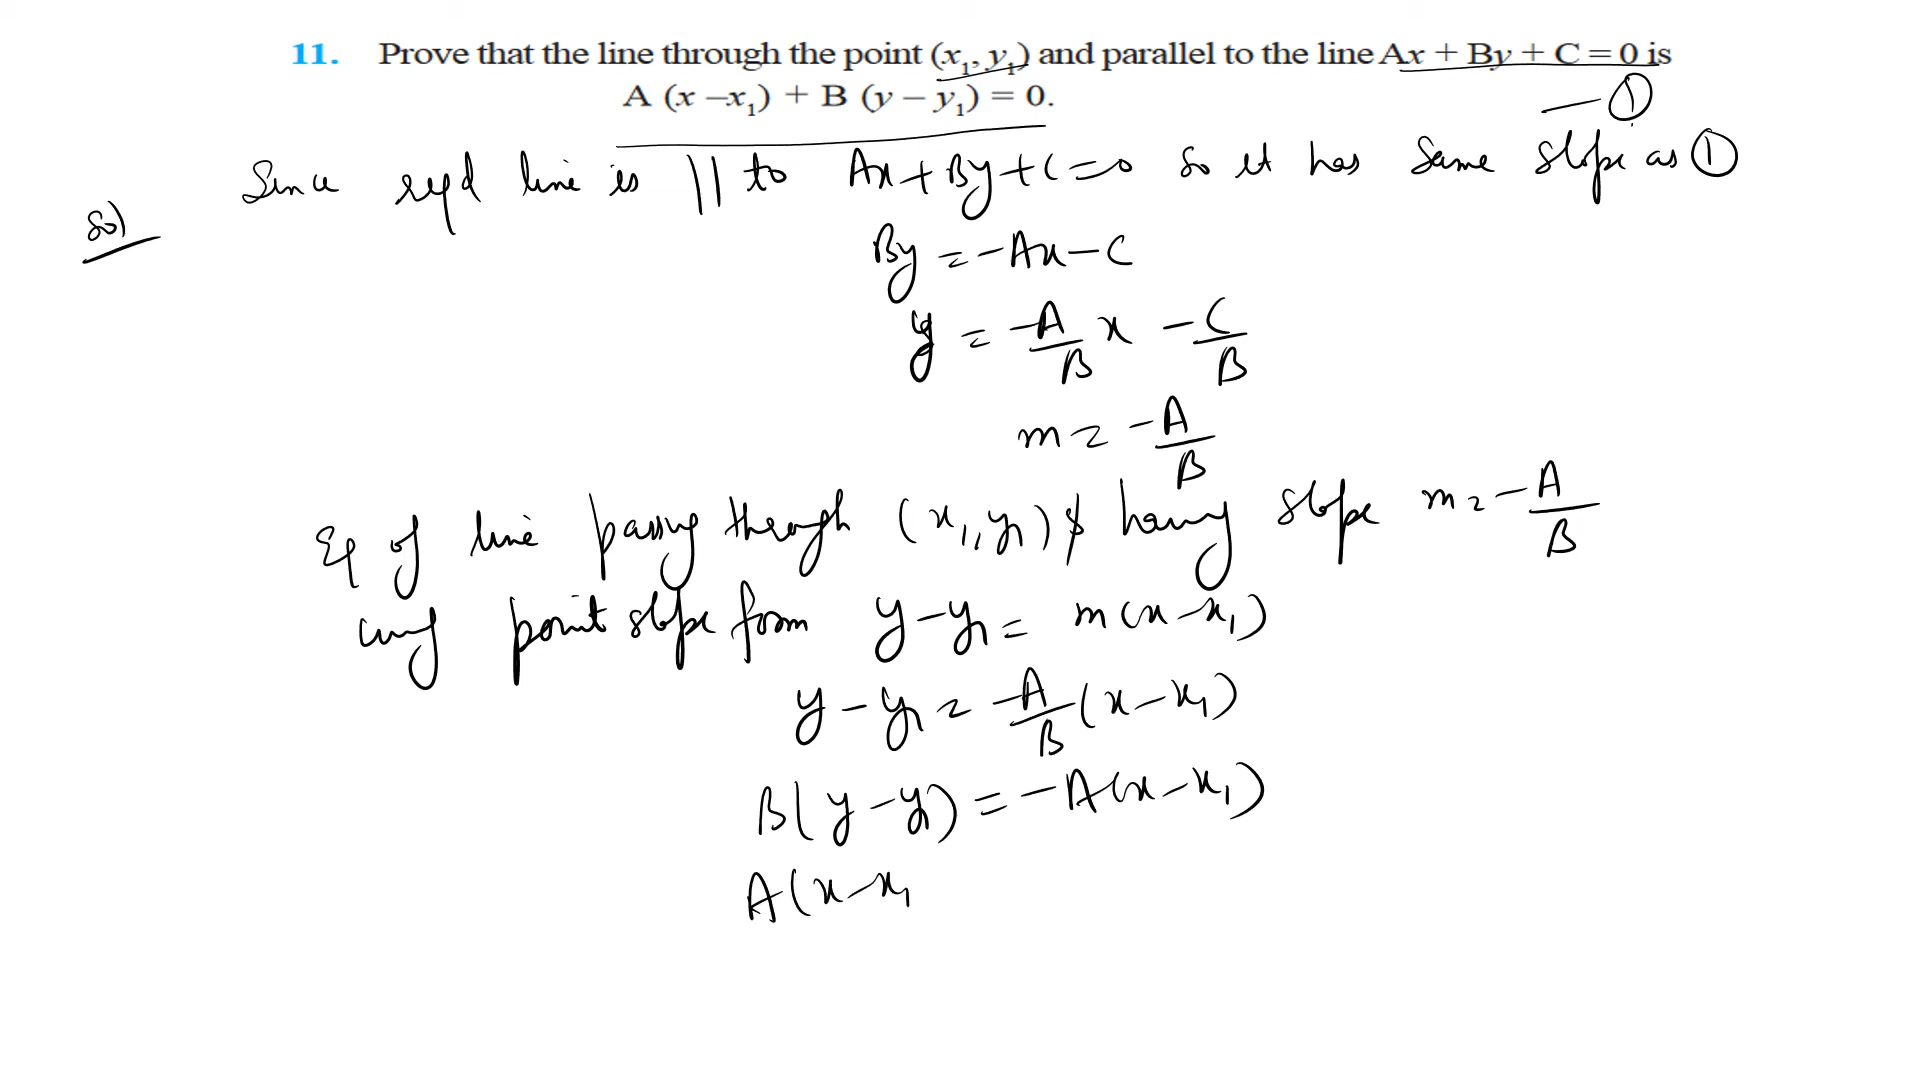 11. Prove that the line through the point (x₁, y₁) and parallel to the line Ax + By + C = 0 is
A (x –x₁) + B (y – y₁) = 0.
— ①
Since reqd line is || to Ax+By+C=0 so it has same slope as ①
Sol
By = -Ax-C
y = -A/B x - C/B
m = -A/B
Eq of line passing through (x₁,y₁) & having slope m = -A/B
using point slope form y-y₁ = m(x-x₁)
y-y₁ = -A/B (x-x₁)
B(y-y₁) = -A(x-x₁)
A(x-x₁